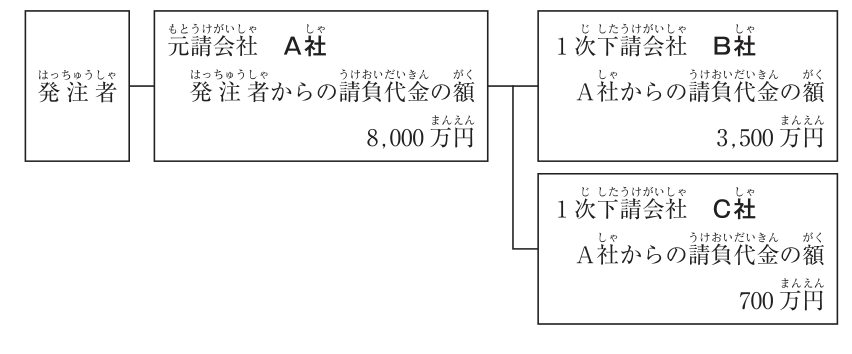 発注者
元請会社 A社
発注者からの請負代金の額
8,000万円
1次下請会社 B社
A社からの請負代金の額
3,500万円
1次下請会社 C社
A社からの請負代金の額
700万円